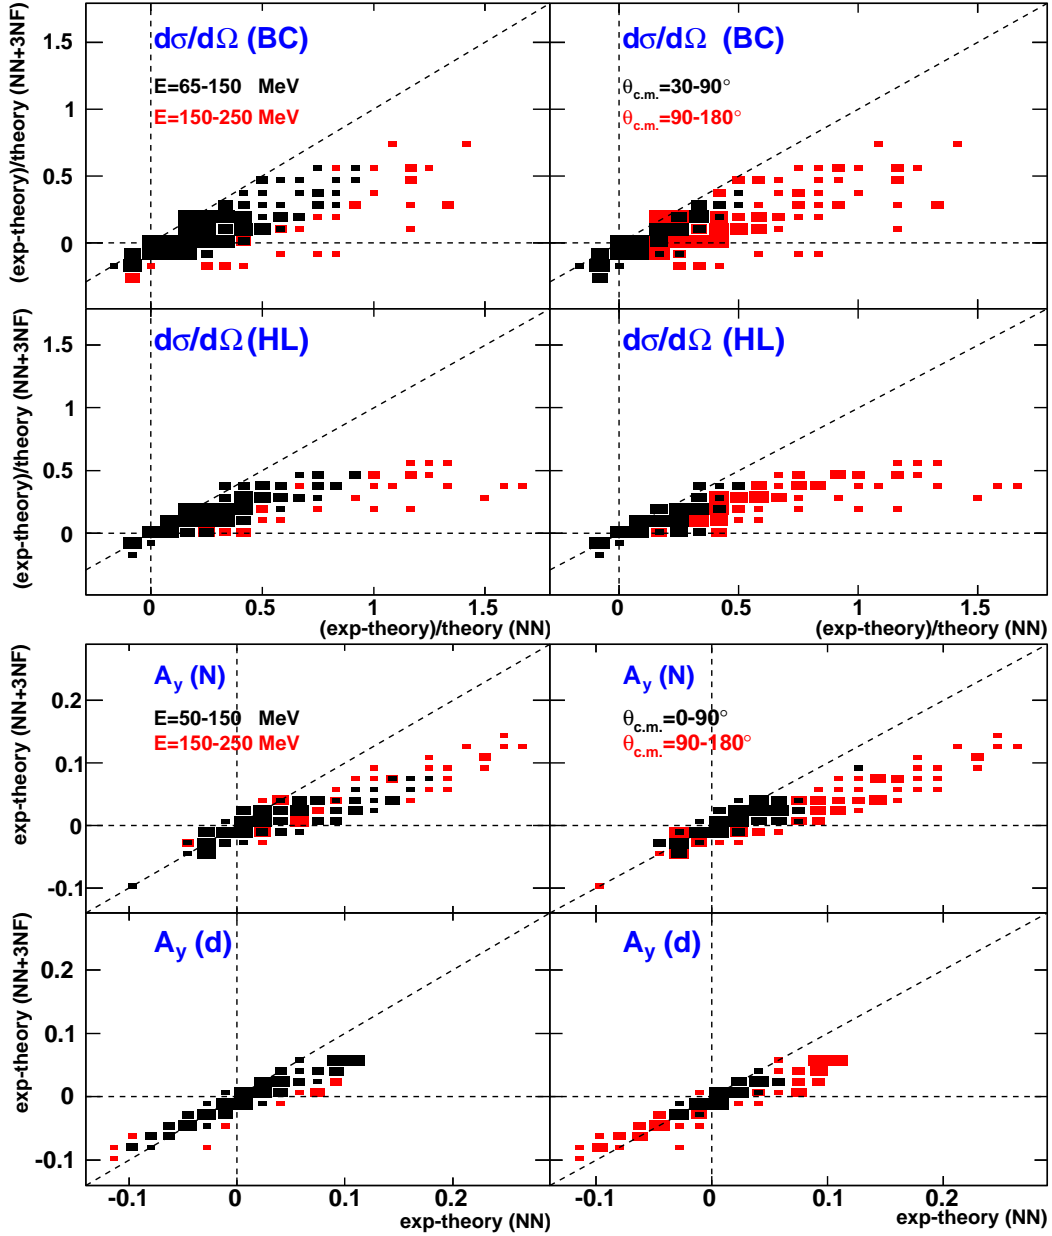 (exp-theory)/theory (NN+3NF)
1.5
1
0.5
0
dσ/dΩ (BC)
E=65-150 MeV
E=150-250 MeV
dσ/dΩ (BC)
θc.m.=30-90°
θc.m.=90-180°
(exp-theory)/theory (NN+3NF)
1.5
1
0.5
0
dσ/dΩ (HL)
dσ/dΩ (HL)
0 0.5 1 1.5
0 0.5 1 1.5
(exp-theory)/theory (NN)
(exp-theory)/theory (NN)
exp-theory (NN+3NF)
0.2
0.1
0
-0.1
Ay (N)
E=50-150 MeV
E=150-250 MeV
Ay (N)
θc.m.=0-90°
θc.m.=90-180°
exp-theory (NN+3NF)
0.2
0.1
0
-0.1
Ay (d)
Ay (d)
-0.1 0 0.1 0.2
-0.1 0 0.1 0.2
exp-theory (NN)
exp-theory (NN)